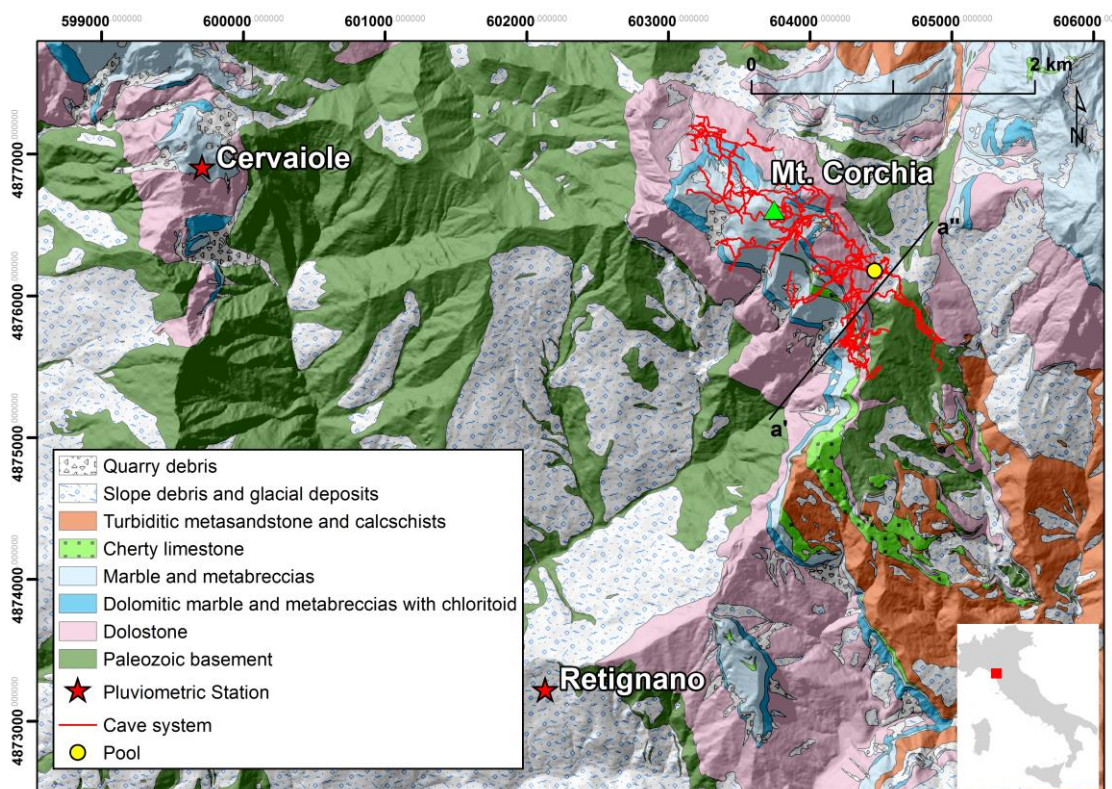 599000,000000 600000,000000 601000,000000 602000,000000 603000,000000 604000,000000 605000,000000 606000,000000
4877000,000000
4876000,000000
4875000,000000
4874000,000000
4873000,000000
0 2 km
N
Cervaiole
Mt. Corchia
a"
a'
Retignano
Quarry debris
Slope debris and glacial deposits
Turbiditic metasandstone and calcschists
Cherty limestone
Marble and metabreccias
Dolomitic marble and metabreccias with chloritoid
Dolostone
Paleozoic basement
Pluviometric Station
Cave system
Pool